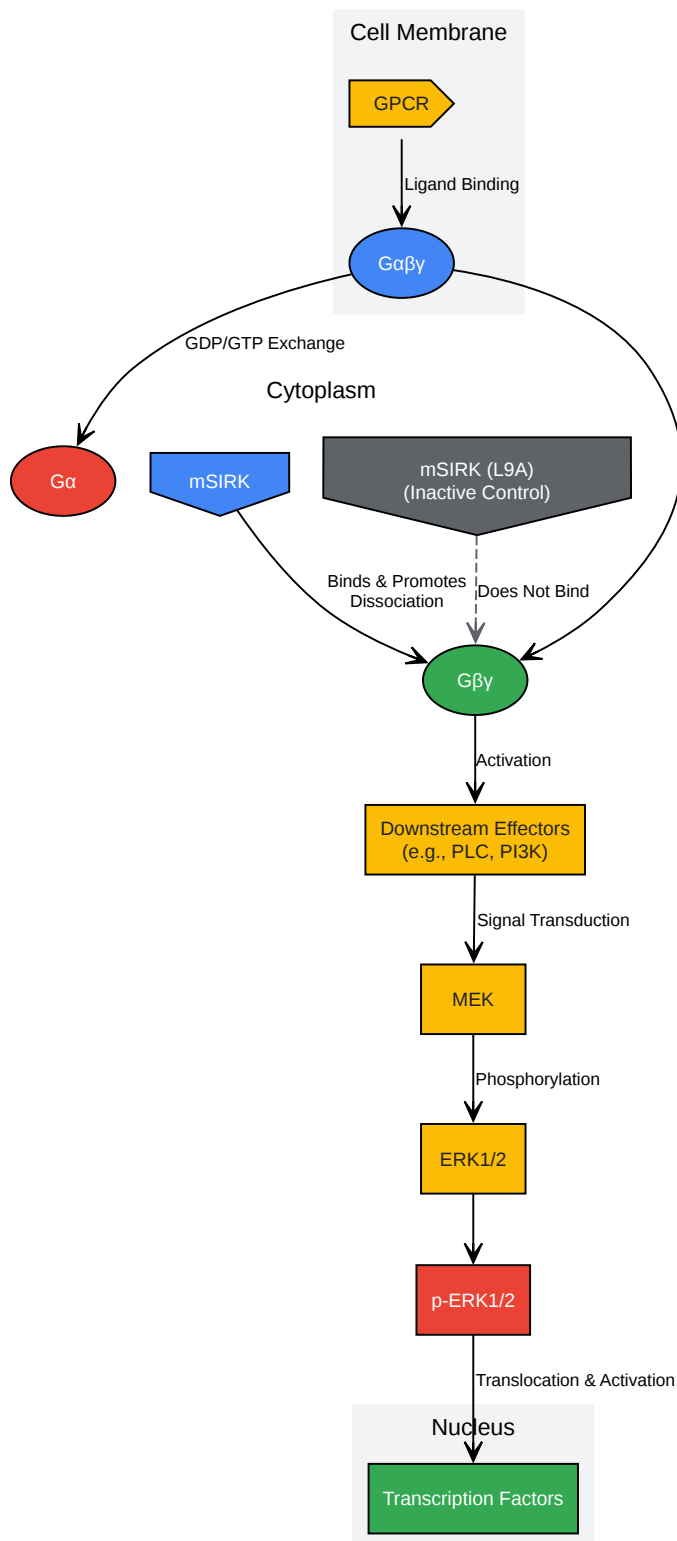 Cell Membrane
GPCR
Ligand Binding
Gαβγ
GDP/GTP Exchange
Cytoplasm
Gα
mSIRK
mSIRK (L9A)
(Inactive Control)
Binds & Promotes
Dissociation
Does Not Bind
Gβγ
Activation
Downstream Effectors
(e.g., PLC, PI3K)
Signal Transduction
MEK
Phosphorylation
ERK1/2
p-ERK1/2
Translocation & Activation
Nucleus
Transcription Factors